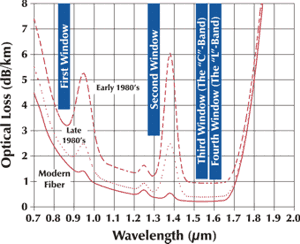 Optical Loss (dB/km)
8
7
6
5
4
3
2
1
0
First Window
Early 1980's
Second Window
Third Window (The "C"-Band)
Fourth Window (The "L"-Band)
Late
1980's
Modern
Fiber
0.7 0.8 0.9 1.0 1.1 1.2 1.3 1.4 1.5 1.6 1.7 1.8 1.9 2.0
Wavelength (µm)